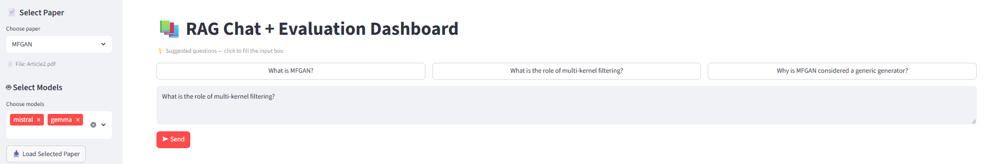 Select Paper
Choose paper
MFGAN
File: Article2.pdf
Select Models
Choose models
mistral × gemma ×
Load Selected Paper
RAG Chat + Evaluation Dashboard
Suggested questions — click to fill the input box:
What is MFGAN?
What is the role of multi-kernel filtering?
Why is MFGAN considered a generic generator?
What is the role of multi-kernel filtering?
Send